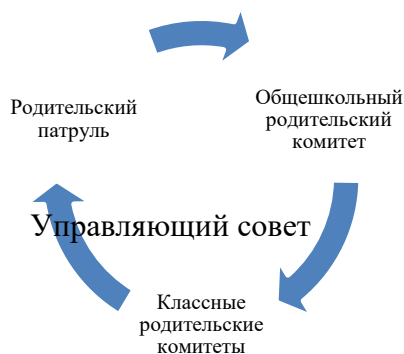 Родительский
патруль
Общешкольный
родительский
комитет
Управляющий совет
Классные
родительские
комитеты